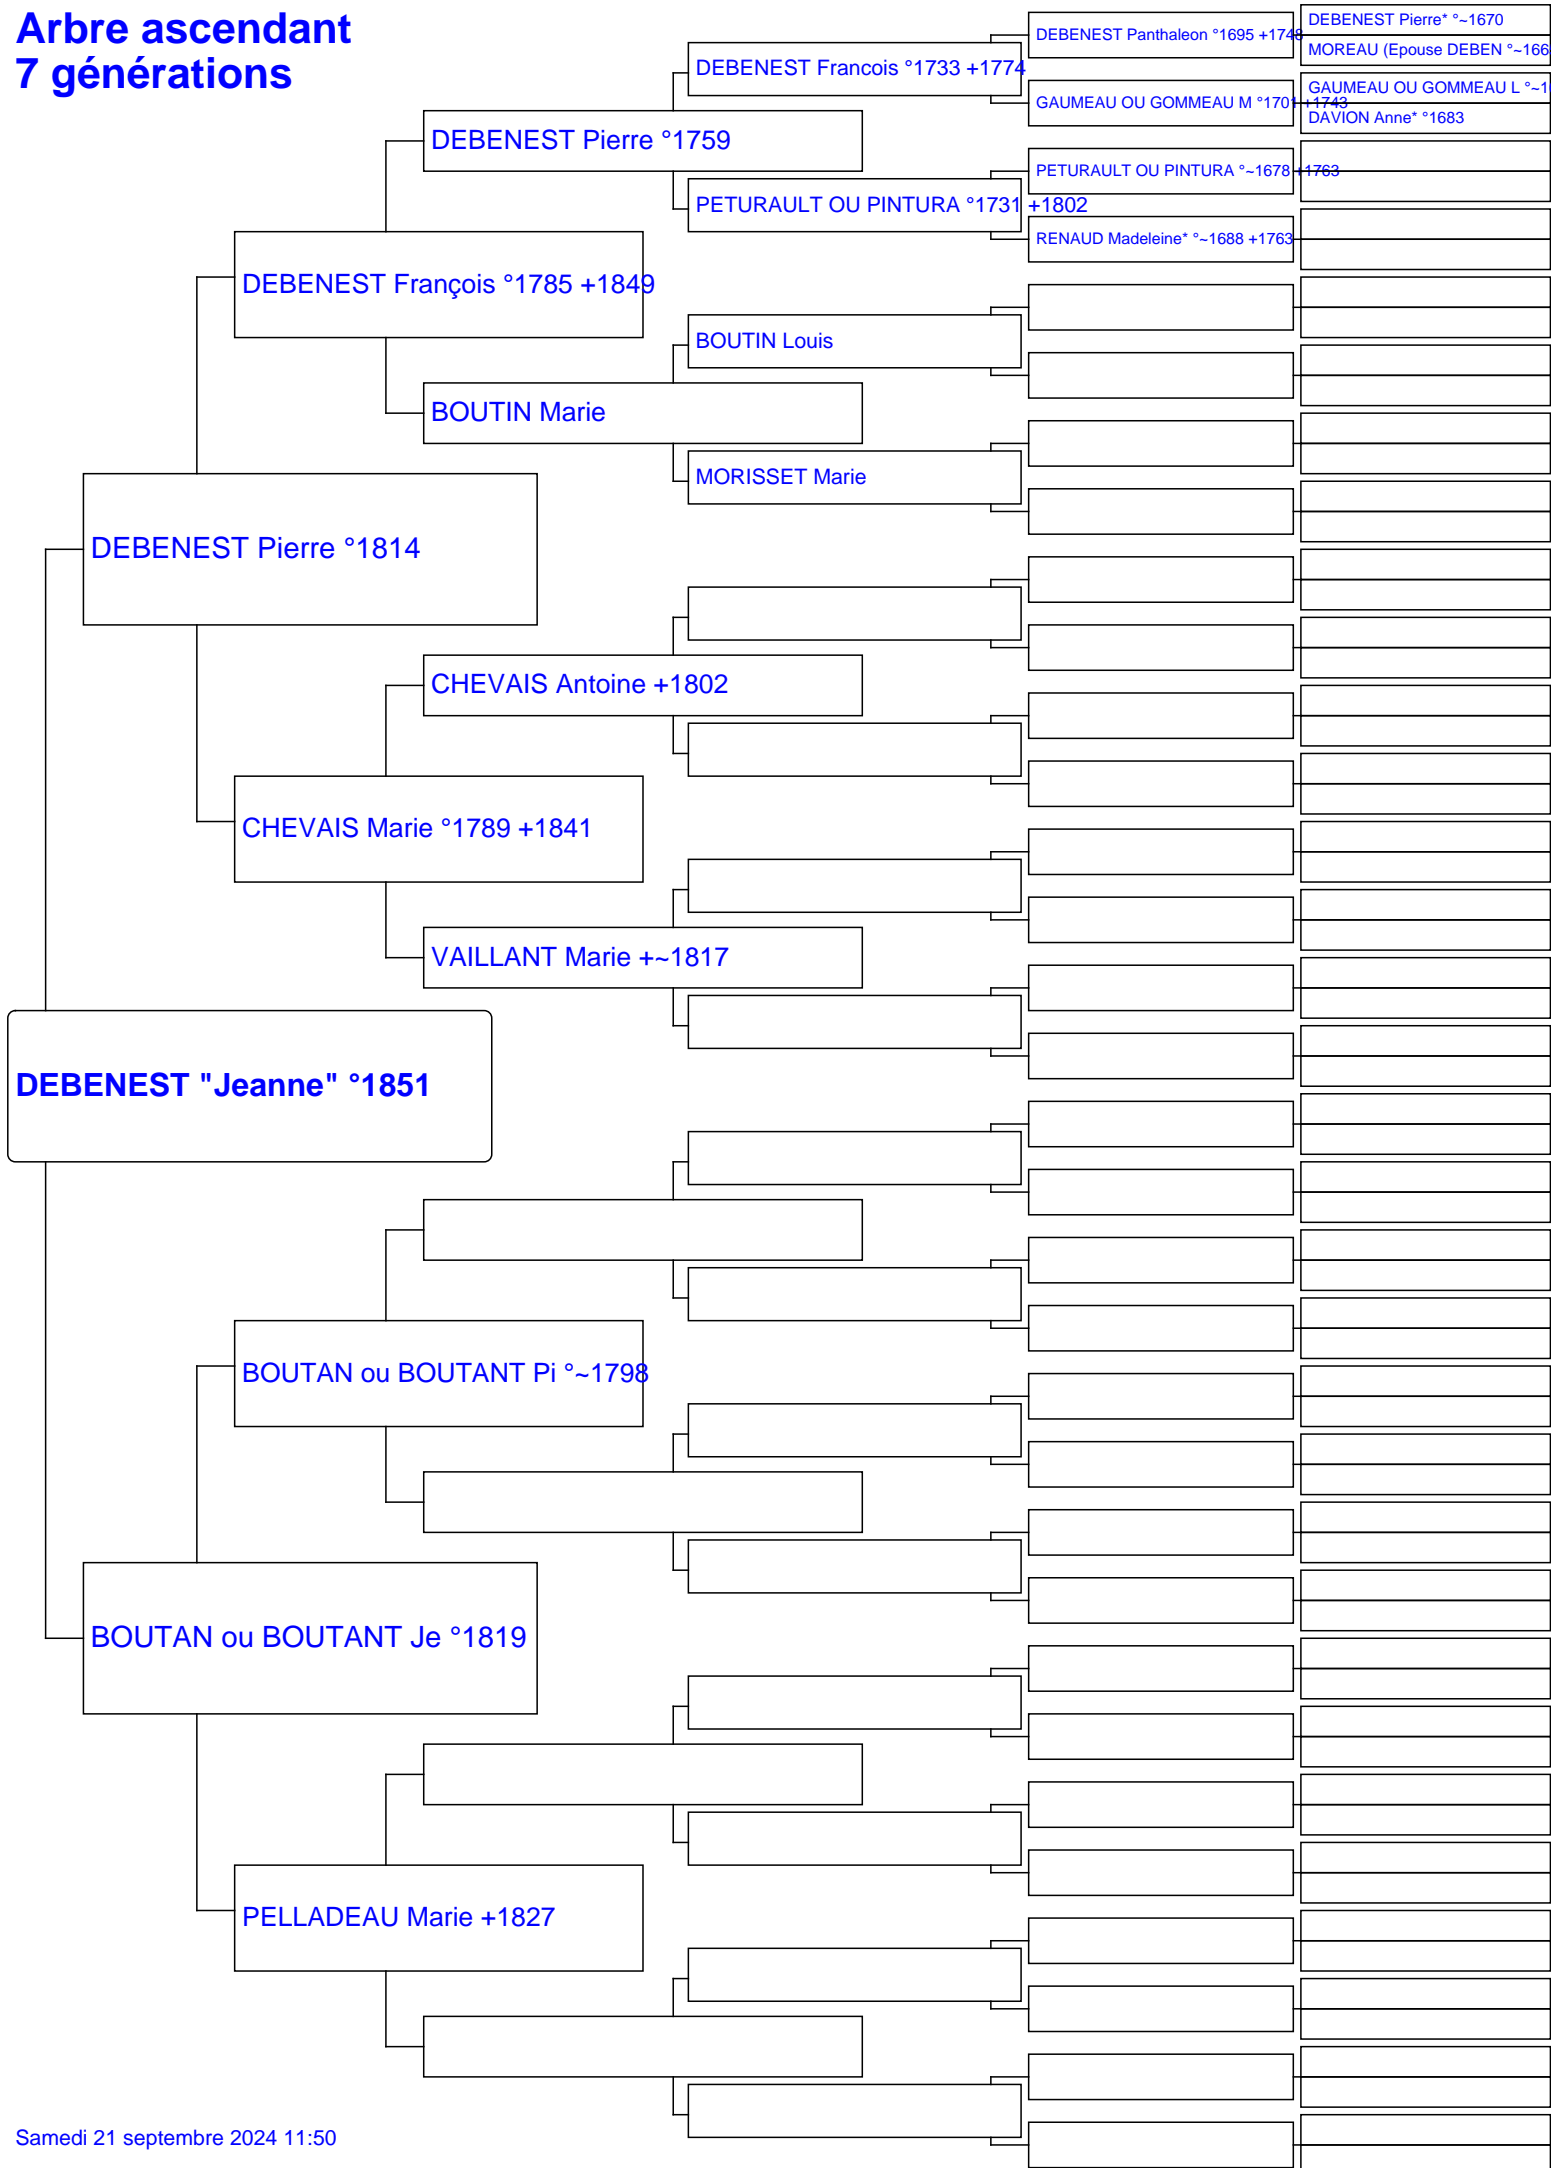 Arbre ascendant
7 générations
DEBENEST Pierre* °~1670
MOREAU (Epouse DEBEN °~166
DEBENEST Panthaleon °1695 +1748
DEBENEST Francois °1733 +1774
GAUMEAU OU GOMMEAU L °~1
GAUMEAU OU GOMMEAU M °1701 +1743
DAVION Anne* °1683
DEBENEST Pierre °1759
PETURAULT OU PINTURA °~1678 +1763
PETURAULT OU PINTURA °1731 +1802
RENAUD Madeleine* °~1688 +1763
DEBENEST François °1785 +1849
BOUTIN Louis
BOUTIN Marie
MORISSET Marie
DEBENEST Pierre °1814
CHEVAIS Antoine +1802
CHEVAIS Marie °1789 +1841
VAILLANT Marie +~1817
DEBENEST "Jeanne" °1851
BOUTAN ou BOUTANT Pi °~1798
BOUTAN ou BOUTANT Je °1819
PELLADEAU Marie +1827
Samedi 21 septembre 2024 11:50